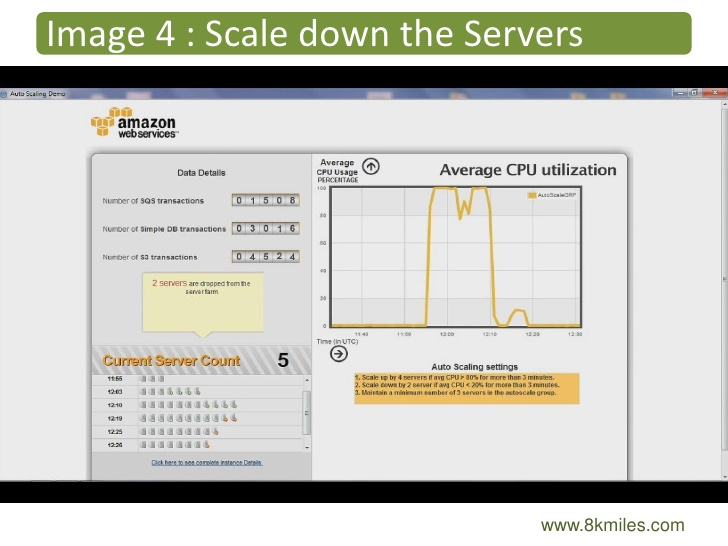 Image 4 : Scale down the Servers
Auto Scaling Demo
amazon
webservices™
Data Details
Number of SQS transactions 0 1 5 0 8
Number of Simple DB transactions 0 3 0 1 6
Number of S3 transactions 0 4 5 2 4
2 servers are dropped from the
server farm
Current Server Count 5
11:55
12:03
12:10
12:19
12:25
12:26
Click here to see complete Instance Details.
Average
CPU Usage
PERCENTAGE
Average CPU utilization
AutoScaleGRP
100
80
60
40
20
0
11:40 11:50 12:00 12:10 12:20 12:30
Time (in UTC)
Auto Scaling settings
1. Scale up by 4 servers if avg CPU > 80% for more than 3 minutes.
2. Scale down by 2 server if avg CPU < 20% for more than 3 minutes.
3. Maintain a minimum number of 3 servers in the autoscale group.
www.8kmiles.com